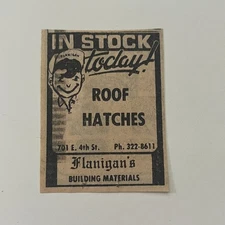 IN STOCK
today!
ROOF
HATCHES
701 E. 4th St. Ph. 322-8611
Flanigan's
BUILDING MATERIALS